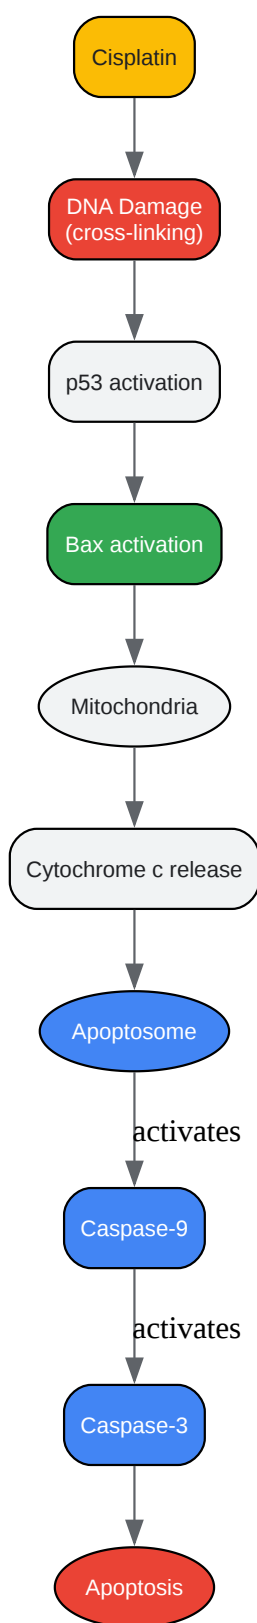 Cisplatin
DNA Damage
(cross-linking)
p53 activation
Bax activation
Mitochondria
Cytochrome c release
Apoptosome
activates
Caspase-9
activates
Caspase-3
Apoptosis